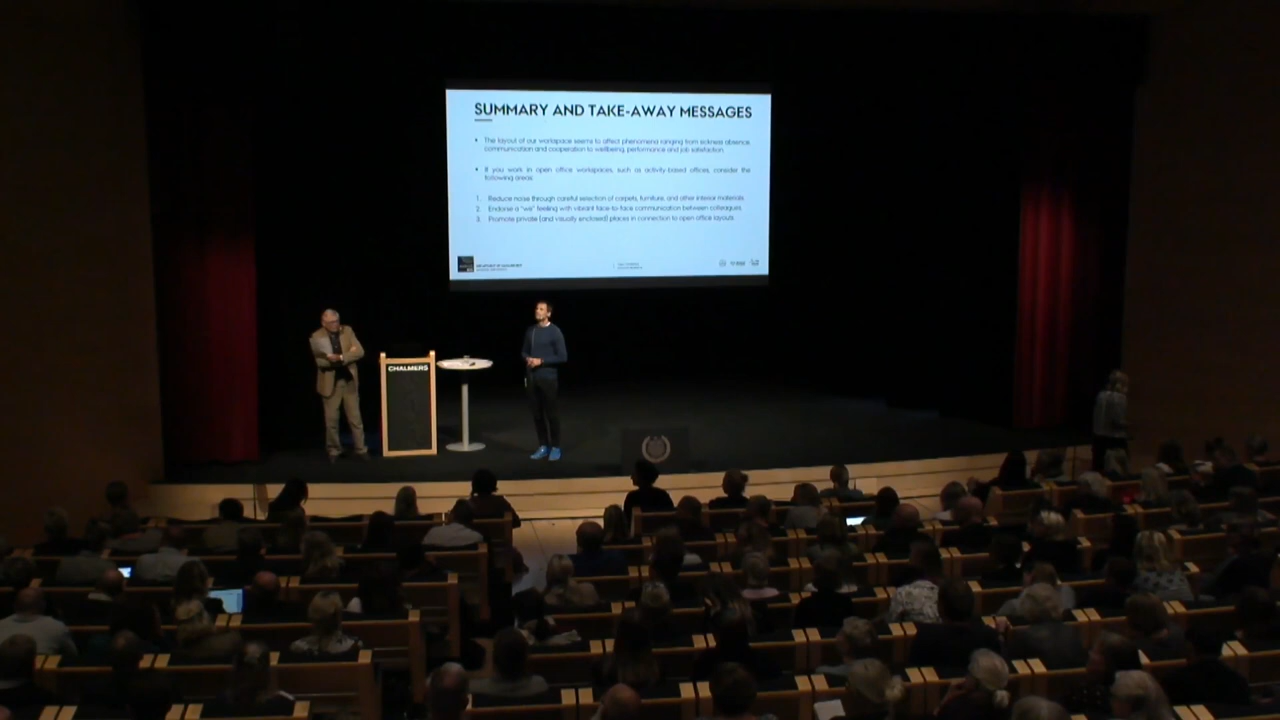 SUMMARY AND TAKE-AWAY MESSAGES
• The layout of our workspace seems to affect phenomena ranging from sickness absence,
communication and cooperation to wellbeing, performance and job satisfaction.
• If you work in open office workspaces, such as activity-based offices, consider the
following areas:
1. Reduce noise through careful selection of carpets, furniture, and other interior materials
2. Endorse a "we" feeling with vibrant face-to-face communication between colleagues
3. Promote private (and visually enclosed) places in connection to open office layouts
CHALMERS